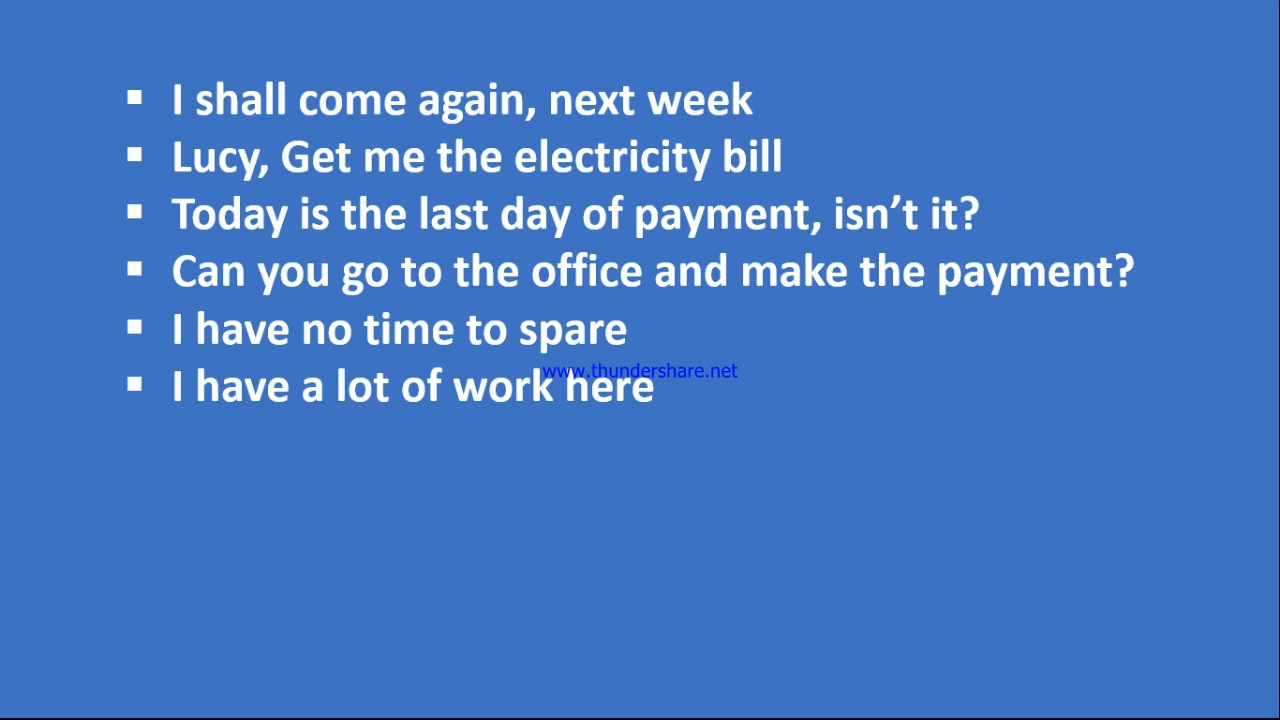 ▪ I shall come again, next week
▪ Lucy, Get me the electricity bill
▪ Today is the last day of payment, isn’t it?
▪ Can you go to the office and make the payment?
▪ I have no time to spare
www.thundershare.net
▪ I have a lot of work here